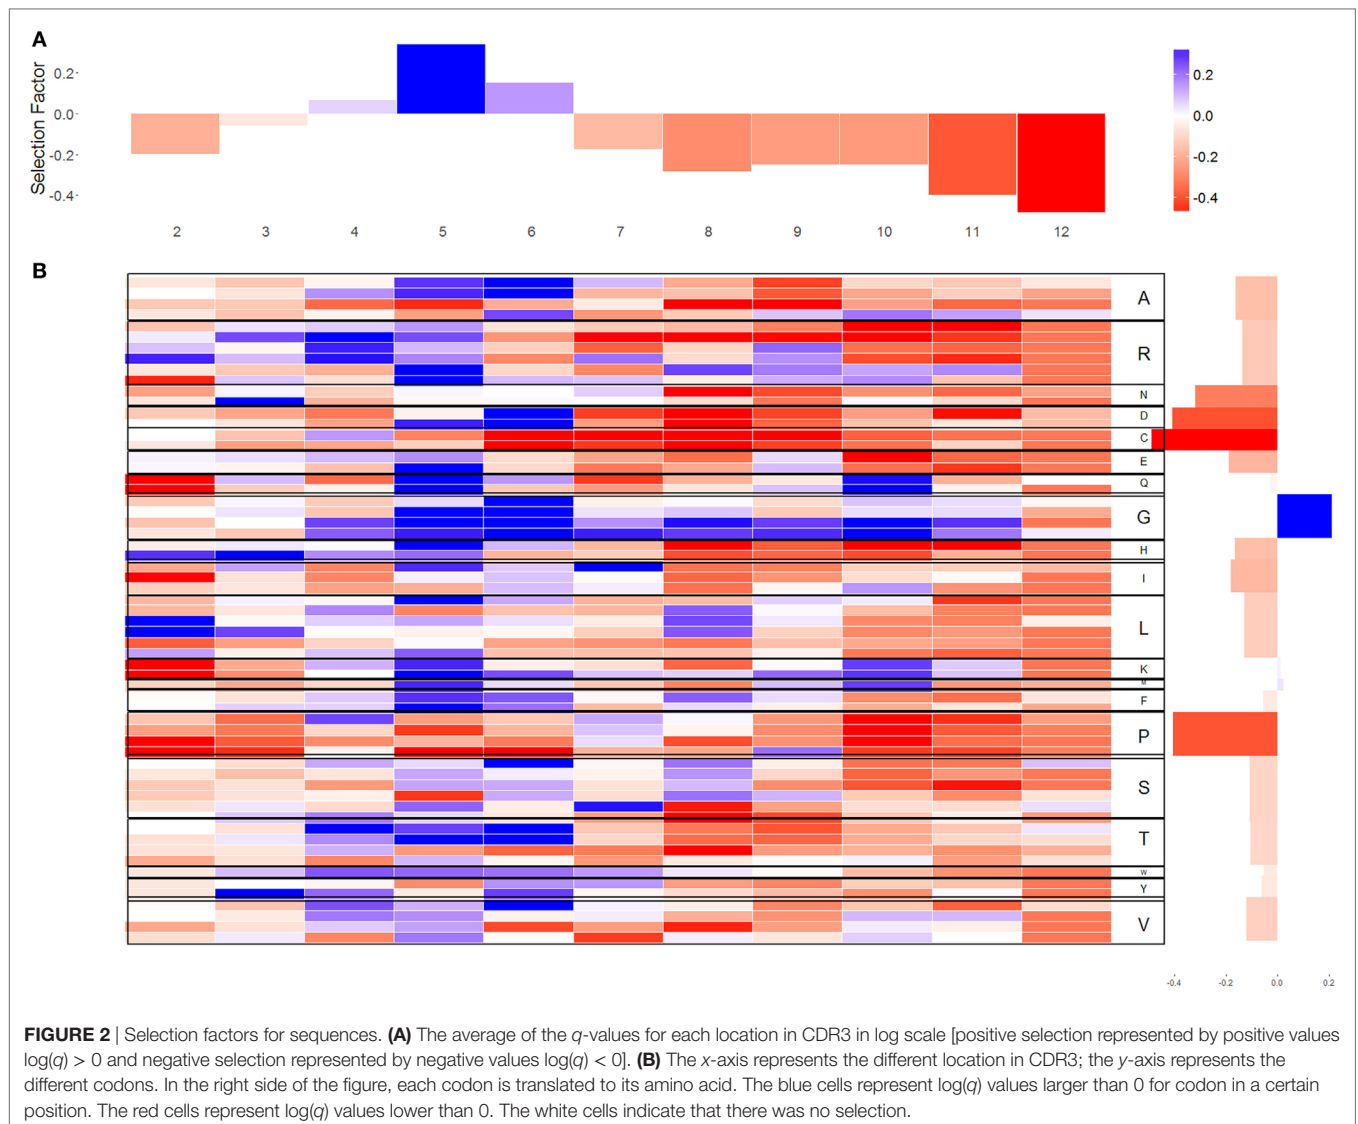 A
Selection Factor
0.2
0.0
-0.2
-0.4
0.2
0.0
-0.2
-0.4
2 3 4 5 6 7 8 9 10 11 12
B
A
R
N
D
C
E
Q
G
H
I
L
K
M
F
P
S
T
W
Y
V
-0.4 -0.2 0.0 0.2
FIGURE 2 | Selection factors for sequences. (A) The average of the q-values for each location in CDR3 in log scale [positive selection represented by positive values
log(q) > 0 and negative selection represented by negative values log(q) < 0]. (B) The x-axis represents the different location in CDR3; the y-axis represents the
different codons. In the right side of the figure, each codon is translated to its amino acid. The blue cells represent log(q) values larger than 0 for codon in a certain
position. The red cells represent log(q) values lower than 0. The white cells indicate that there was no selection.